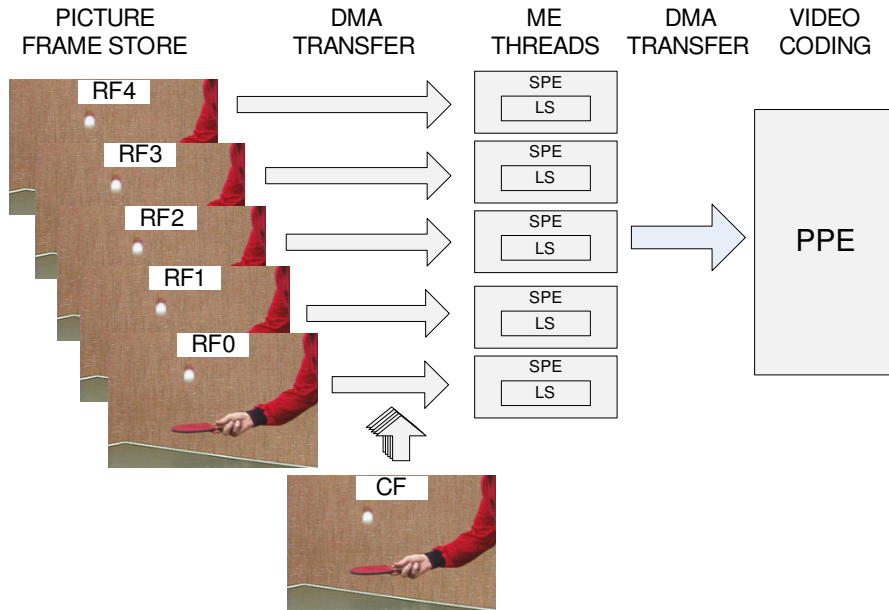 PICTURE
FRAME STORE
DMA
TRANSFER
ME
THREADS
DMA
TRANSFER
VIDEO
CODING
RF4
RF3
RF2
RF1
RF0
CF
SPE
LS
SPE
LS
SPE
LS
SPE
LS
SPE
LS
PPE